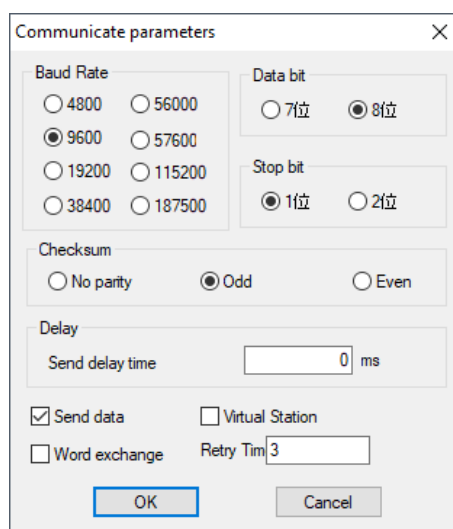 Communicate parameters
Baud Rate
4800 56000
9600 57600
19200 115200
38400 187500
Data bit
7位 8位
Stop bit
1位 2位
Checksum
No parity Odd Even
Delay
Send delay time 0 ms
Send data Virtual Station
Word exchange Retry Tim 3
OK Cancel